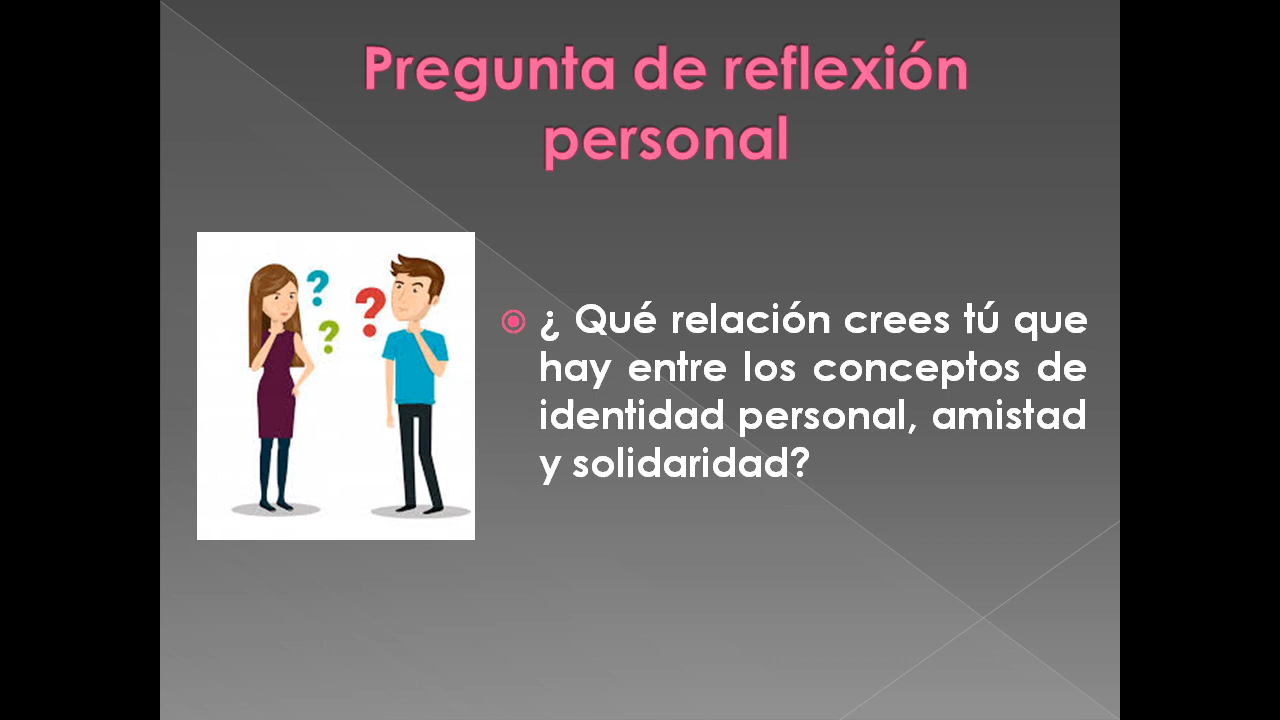 Pregunta de reflexión
personal
¿ Qué relación crees tú que
hay entre los conceptos de
identidad personal, amistad
y solidaridad?
? 
?
?